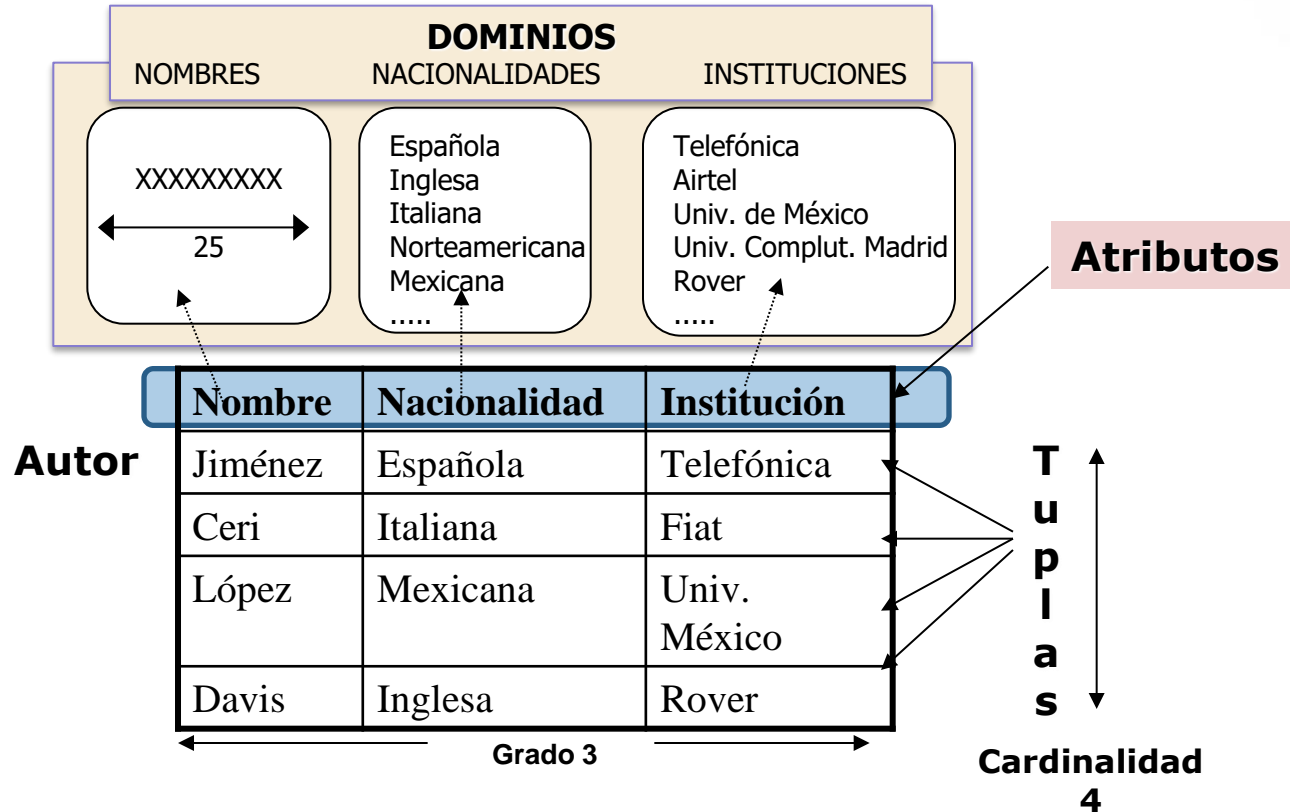 DOMINIOS
NOMBRES NACIONALIDADES INSTITUCIONES
XXXXXXXXX
25
Española
Inglesa
Italiana
Norteamericana
Mexicana
.....
Telefónica
Airtel
Univ. de México
Univ. Complut. Madrid
Rover
.....
Atributos
Nombre Nacionalidad Institución
Autor
Jiménez Española Telefónica
Ceri Italiana Fiat
López Mexicana Univ.
México
Davis Inglesa Rover
Grado 3
Tuplas
Cardinalidad
4